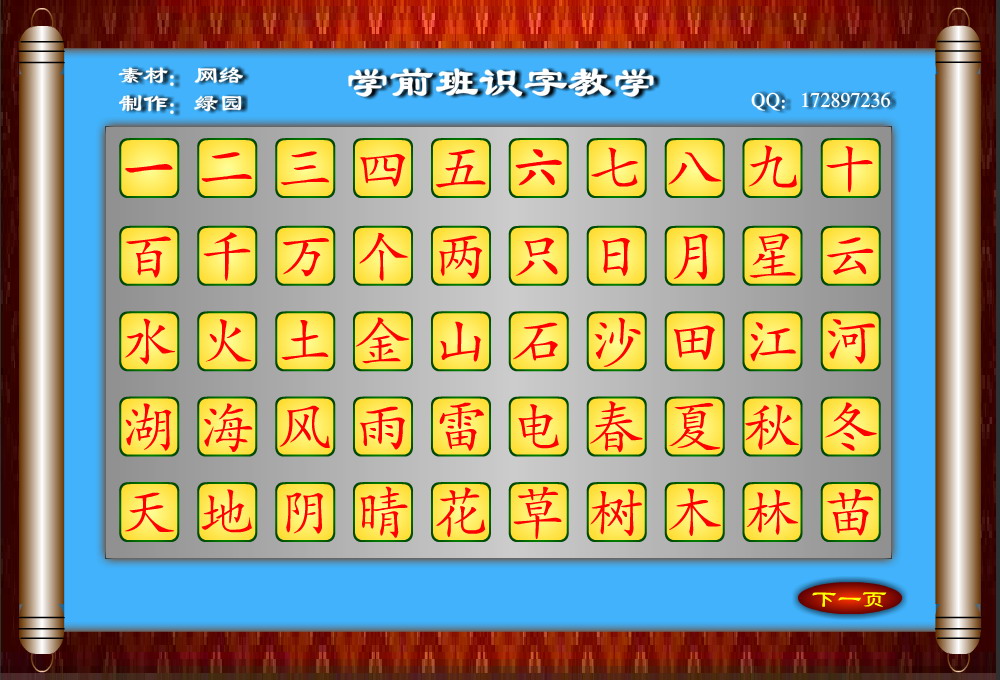 素材：网络
学前班识字教学
制作：绿园
QQ：172897236
一 二 三 四 五 六 七 八 九 十
百 千 万 个 两 只 日 月 星 云
水 火 土 金 山 石 沙 田 江 河
湖 海 风 雨 雷 电 春 夏 秋 冬
天 地 阴 晴 花 草 树 木 林 苗
下一页